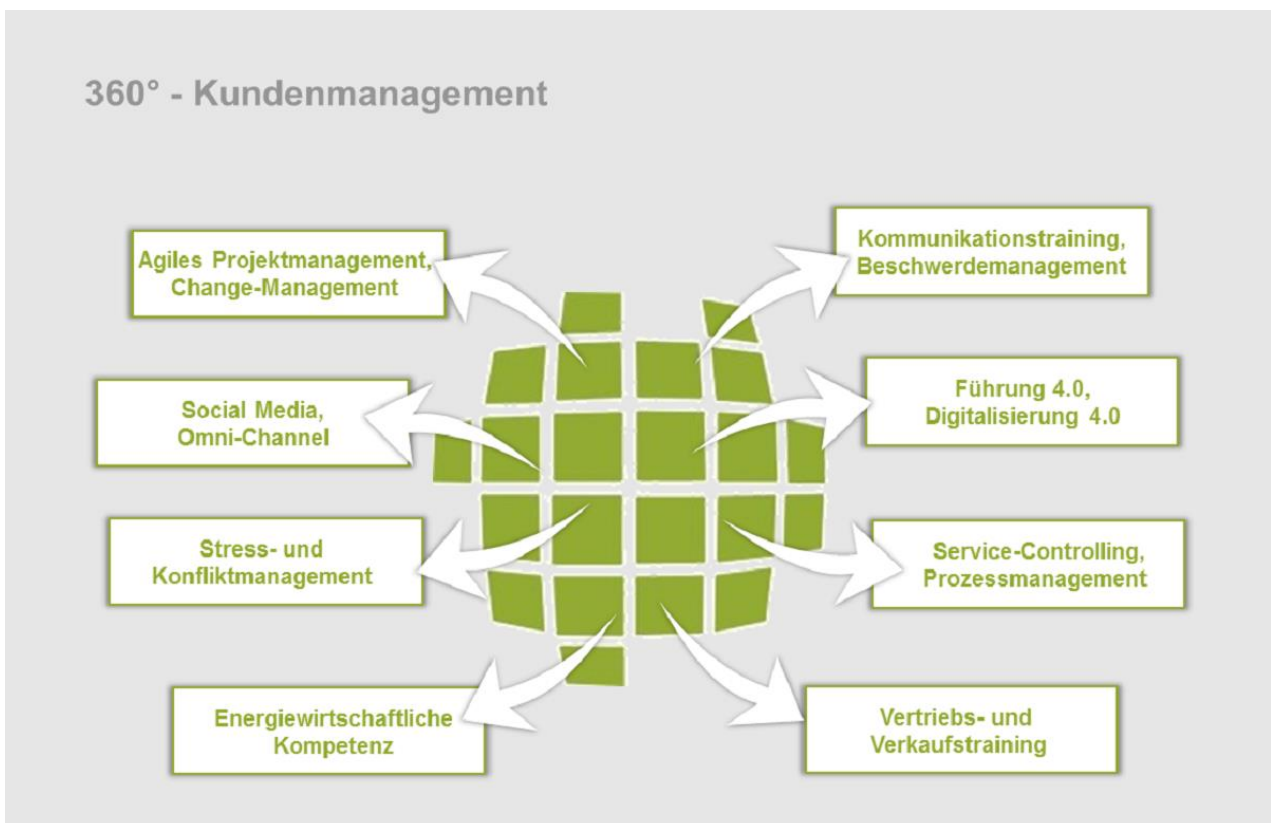 360° - Kundenmanagement
Agiles Projektmanagement,
Change-Management
Kommunikationstraining,
Beschwerdemanagement
Social Media,
Omni-Channel
Führung 4.0,
Digitalisierung 4.0
Stress- und
Konfliktmanagement
Service-Controlling,
Prozessmanagement
Energiewirtschaftliche
Kompetenz
Vertriebs- und
Verkaufstraining